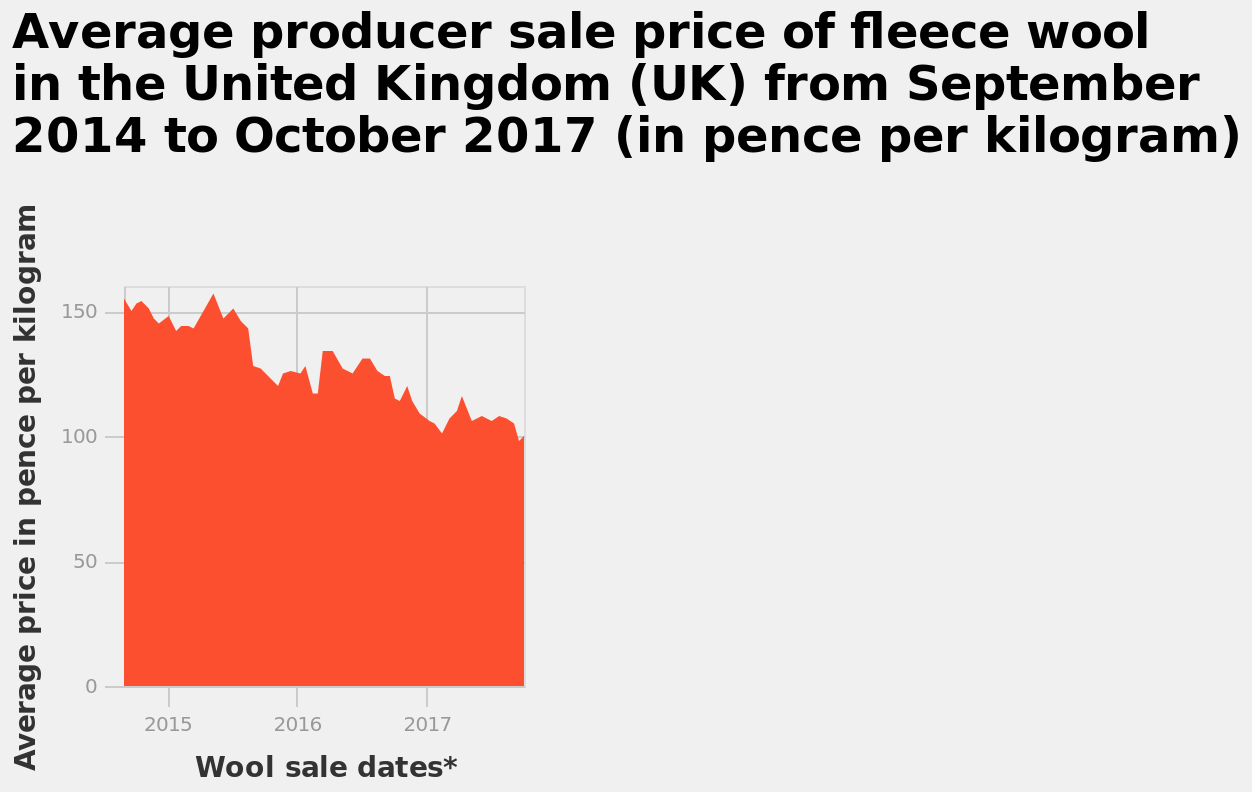 Average producer sale price of fleece wool
in the United Kingdom (UK) from September
2014 to October 2017 (in pence per kilogram)
Average price in pence per kilogram
150
100
50
0
2015 2016 2017
Wool sale dates*